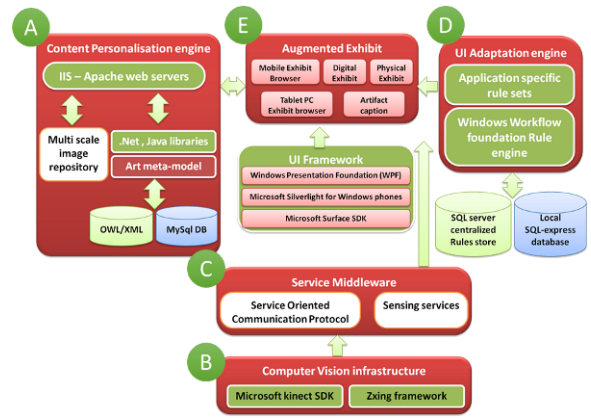 A
Content Personalisation engine
IIS – Apache web servers
Multi scale
image
repository
.Net , Java libraries
Art meta-model
OWL/XML
MySql DB
E
Augmented Exhibit
Mobile Exhibit
Browser
Digital
Exhibit
Physical
Exhibit
Tablet PC
Exhibit browser
Artifact
caption
UI Framework
Windows Presentation Foundation (WPF)
Microsoft Silverlight for Windows phones
Microsoft Surface SDK
D
UI Adaptation engine
Application specific
rule sets
Windows Workflow
foundation Rule
engine
SQL server
centralized
Rules store
Local
SQL-express
database
C
Service Middleware
Service Oriented
Communication Protocol
Sensing services
B
Computer Vision infrastructure
Microsoft kinect SDK
Zxing framework